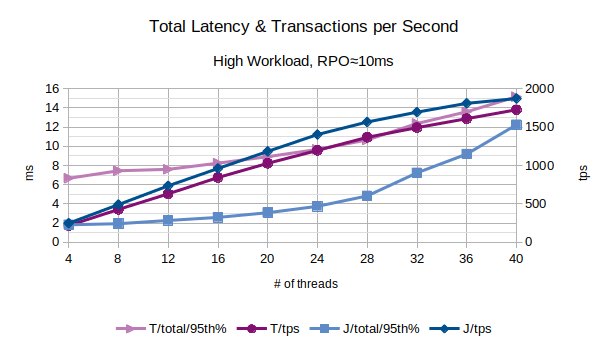 Total Latency & Transactions per Second
High Workload, RPO≈10ms
16 2000
14
12 1500
10
8 1000
6
4 500
2
0 0
ms
tps
4 8 12 16 20 24 28 32 36 40
# of threads
T/total/95th% T/tps J/total/95th% J/tps